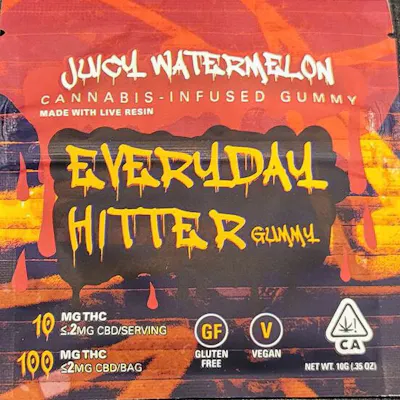 JUICY WATERMELON
CANNABIS-INFUSED GUMMY
MADE WITH LIVE RESIN
EVERYDAY
HITTER GUMMY
10 MG THC
≤.2MG CBD/SERVING
100 MG THC
≤2MG CBD/BAG
GF
GLUTEN
FREE
V
VEGAN
CA
NET WT. 10G (.35 OZ)